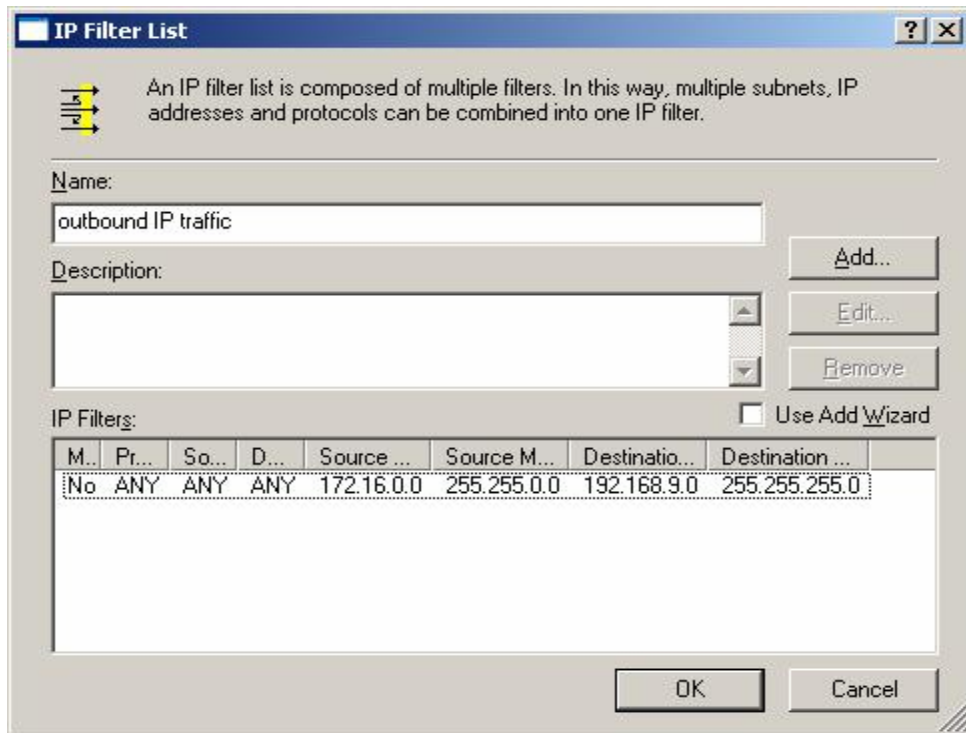 IP Filter List
An IP filter list is composed of multiple filters. In this way, multiple subnets, IP
addresses and protocols can be combined into one IP filter.
Name:
outbound IP traffic
Add...
Description:
Edit...
Remove
IP Filters:
Use Add Wizard
M... Pr... So... D... Source ... Source M... Destinatio... Destination ...
No ANY ANY ANY 172.16.0.0 255.255.0.0 192.168.9.0 255.255.255.0
OK Cancel